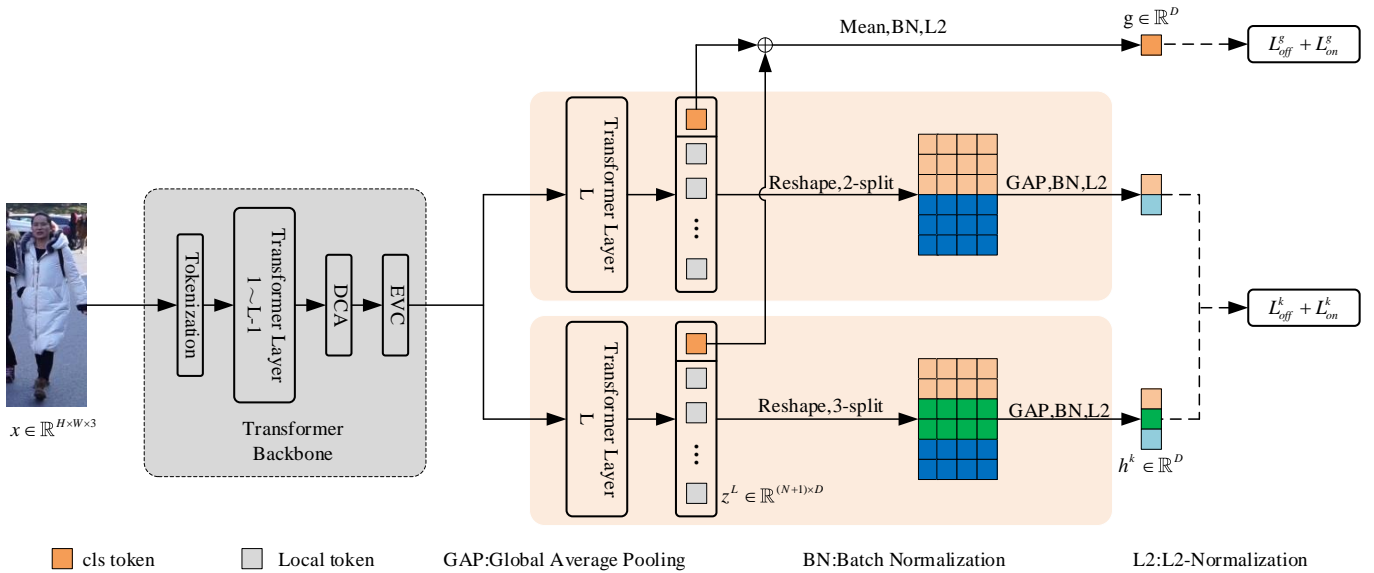 Mean,BN,L2
g ∈ ℝ^D
L^g_off + L^g_on
Transformer Layer
L
Reshape,2-split
GAP,BN,L2
Tokenization
Transformer Layer
1~L-1
DCA
EVC
Transformer
Backbone
x ∈ ℝ^{H×W×3}
L^k_off + L^k_on
Transformer Layer
L
Reshape,3-split
GAP,BN,L2
z^L ∈ ℝ^{(N+1)×D}
h^k ∈ ℝ^D
cls token
Local token
GAP:Global Average Pooling
BN:Batch Normalization
L2:L2-Normalization